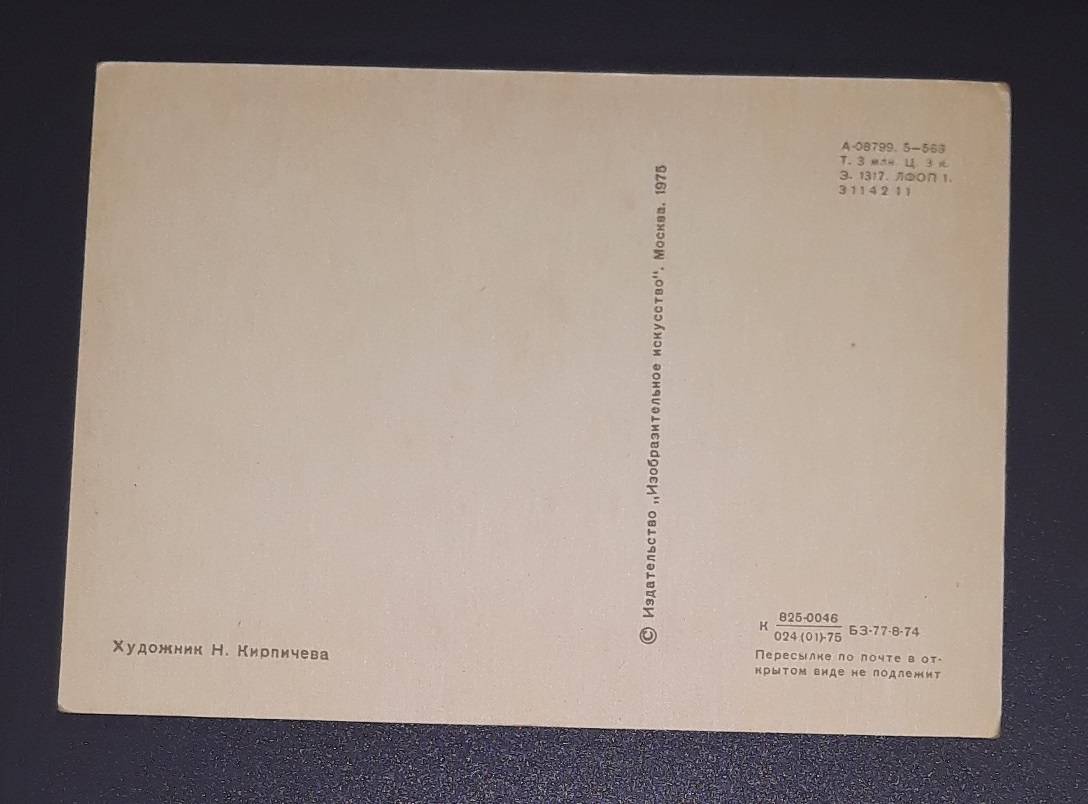 А-08799. 5—563
Т. 3 млн. Ц. 3 к.
Э. 1317. ЛФОП 1.
3114211
© Издательство „Изобразительное искусство“. Москва. 1975
Художник Н. Кирпичева
К 825-0046
024(01)-75 БЗ-77-8-74
Пересылке по почте в от-
крытом виде не подлежит